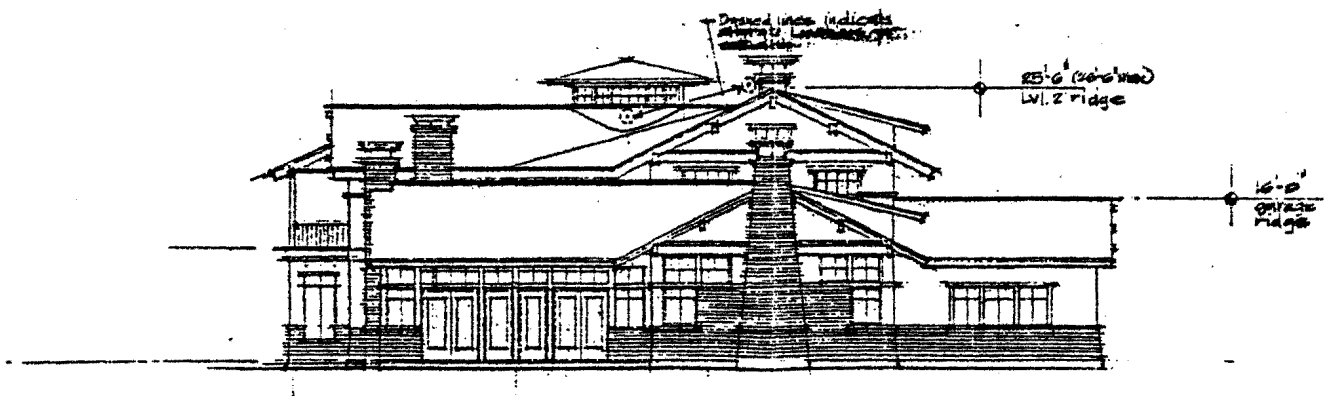 Dashed lines indicate
25'-6" (26'-6" max)
Lvl. 2 ridge
16'-0"
garage
ridge